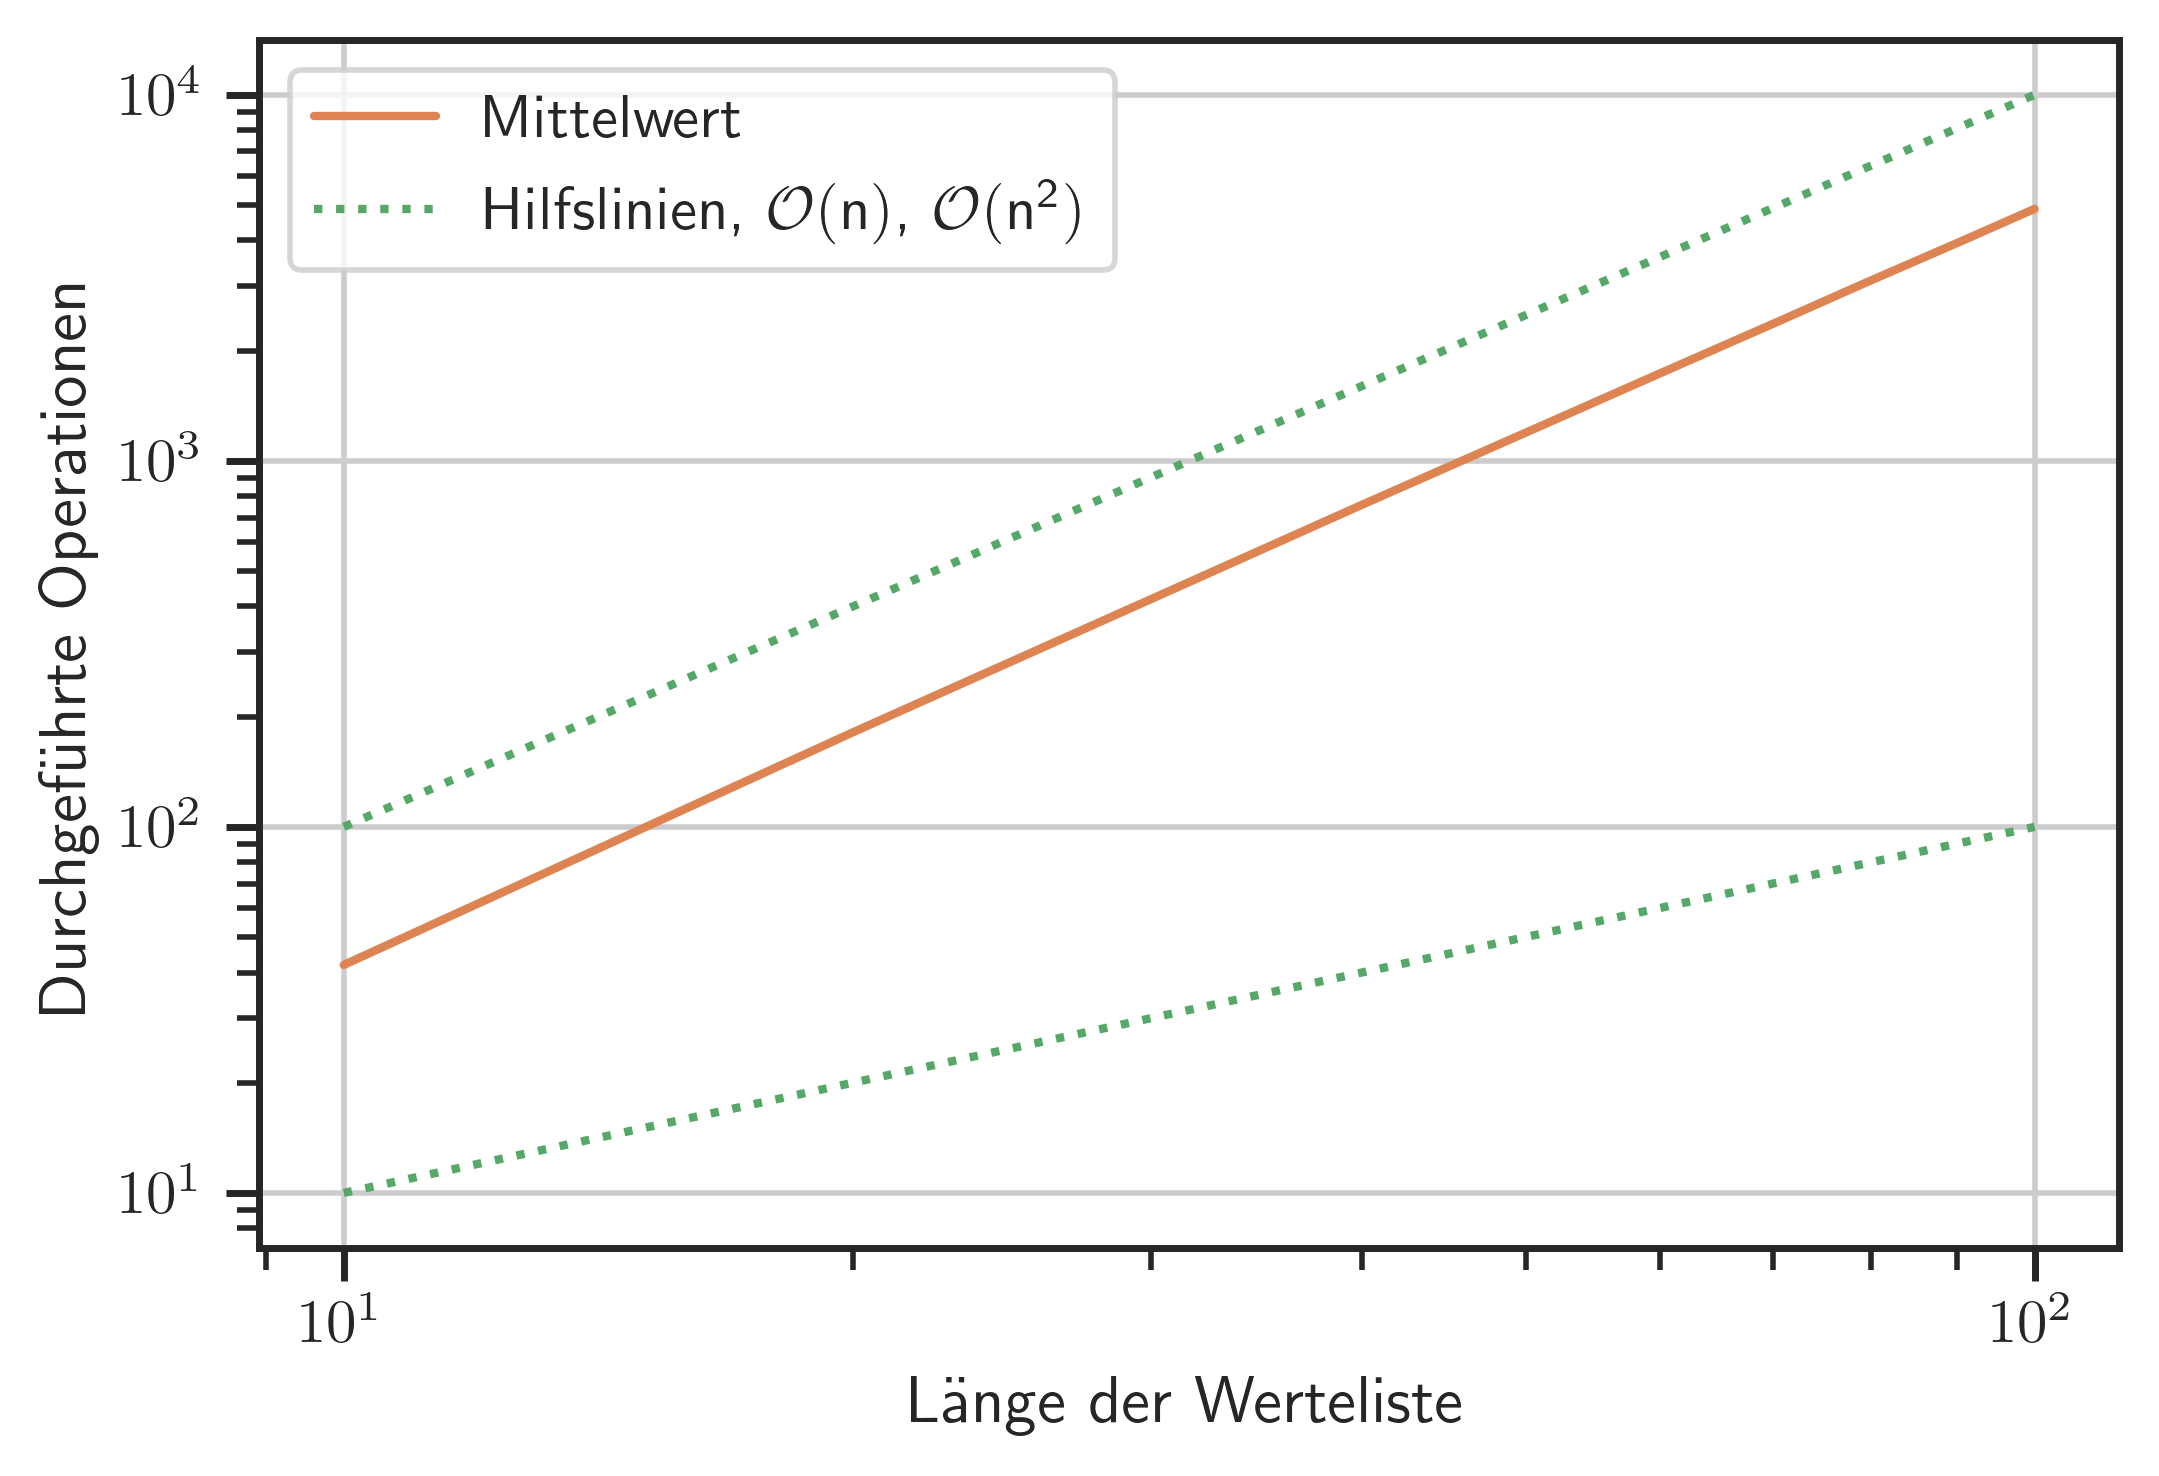 10⁴
10³
10²
10¹
Durchgeführte Operationen
Mittelwert
Hilfslinien, 𝒪(n), 𝒪(n²)
10¹ 10²
Länge der Werteliste